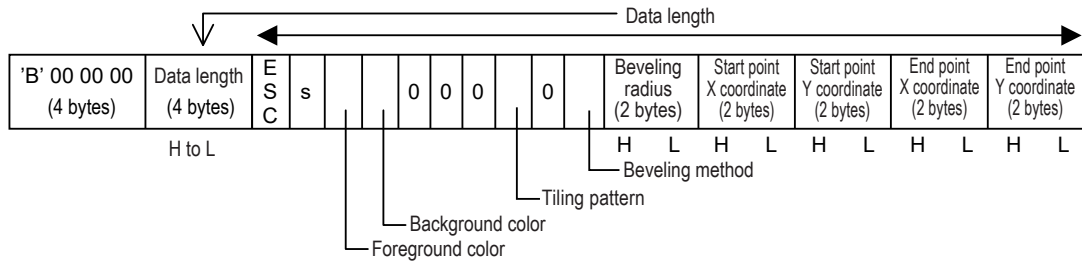 Data length
'B' 00 00 00
(4 bytes)
Data length
(4 bytes)
E
S
C
s
0
0
0
0
Beveling
radius
(2 bytes)
Start point
X coordinate
(2 bytes)
Start point
Y coordinate
(2 bytes)
End point
X coordinate
(2 bytes)
End point
Y coordinate
(2 bytes)
H to L
H L H L H L H L H L
Beveling method
Tiling pattern
Background color
Foreground color